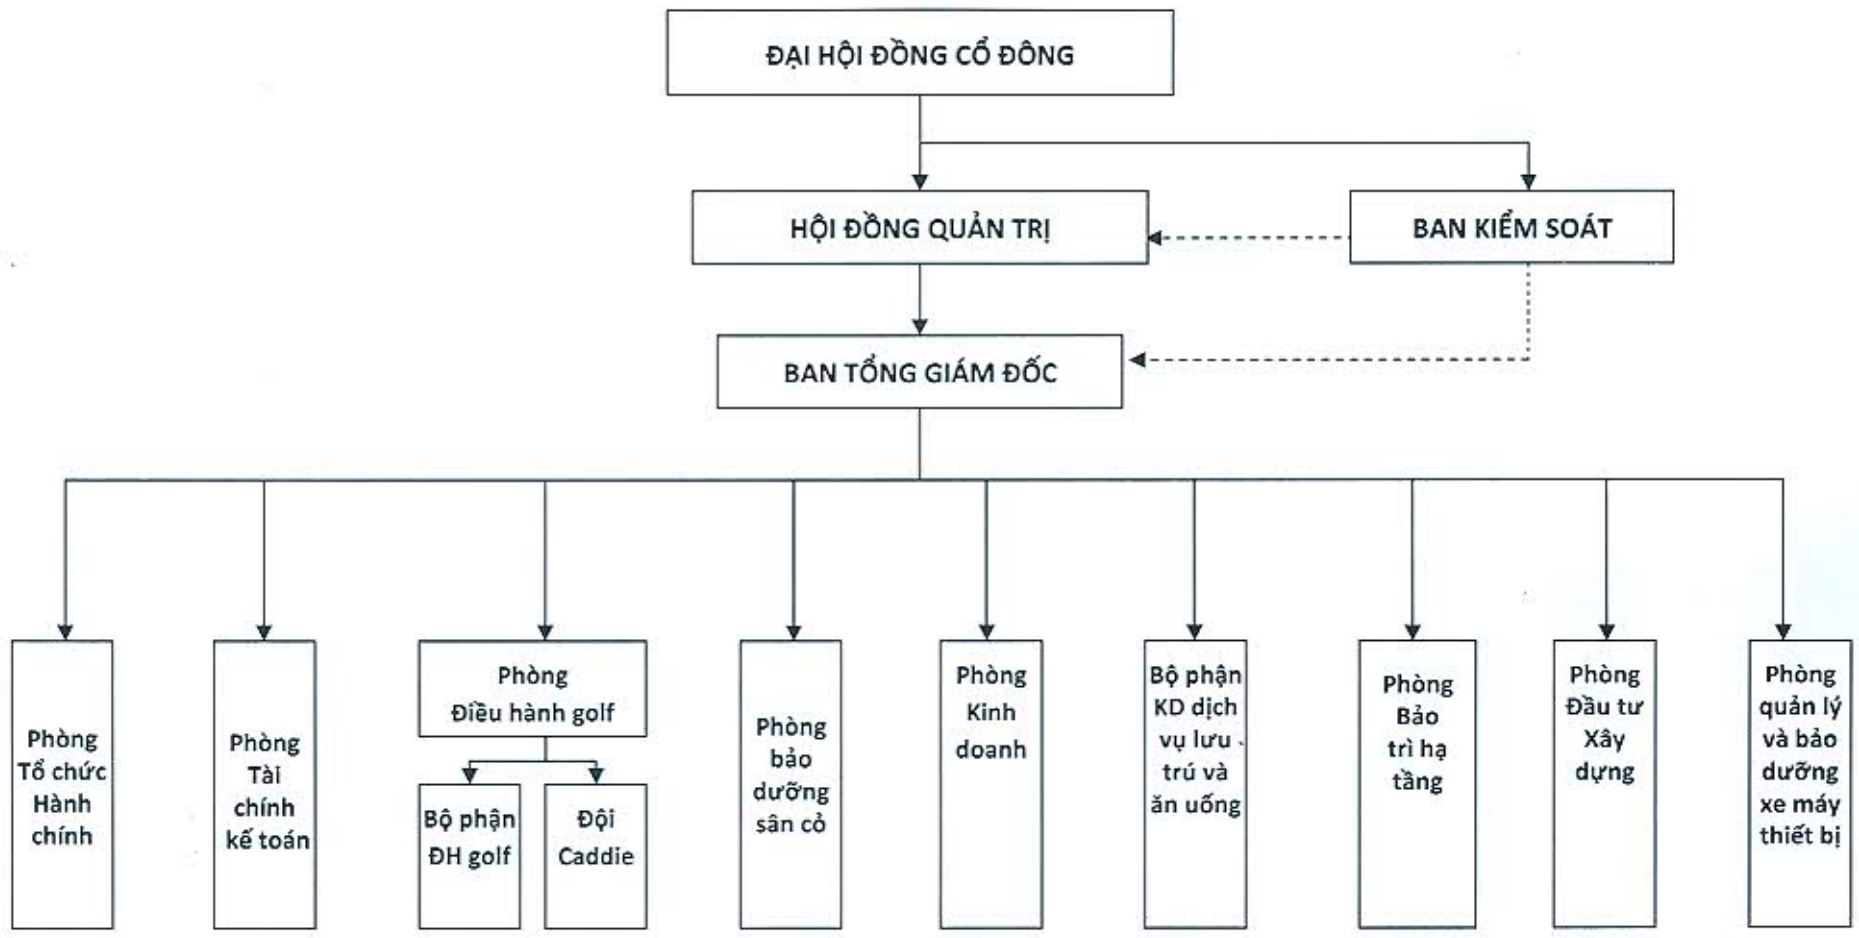 ĐẠI HỘI ĐỒNG CỔ ĐÔNG
HỘI ĐỒNG QUẢN TRỊ
BAN KIỂM SOÁT
BAN TỔNG GIÁM ĐỐC
Phòng
Tổ chức
Hành
chính
Phòng
Tài
chính
kế toán
Phòng
Điều hành golf
Bộ phận
ĐH golf
Đội
Caddie
Phòng
bảo
dưỡng
sân cỏ
Phòng
Kinh
doanh
Bộ phận
KD dịch
vụ lưu
trú và
ăn uống
Phòng
Bảo
trì hạ
tầng
Phòng
Đầu tư
Xây
dựng
Phòng
quản lý
và bảo
dưỡng
xe máy
thiết bị